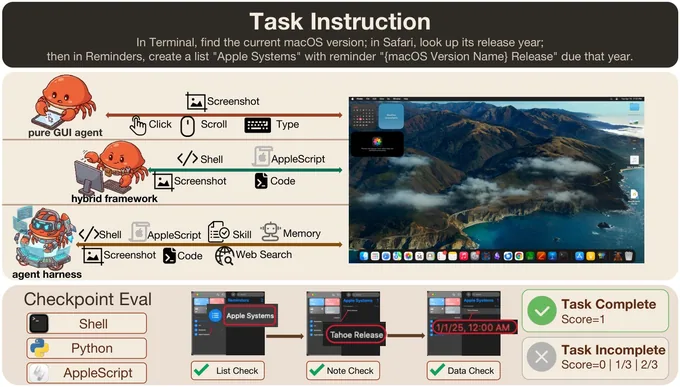 Task Instruction
In Terminal, find the current macOS version; in Safari, look up its release year;
then in Reminders, create a list "Apple Systems" with reminder "{macOS Version Name} Release" due that year.
Screenshot
Click Scroll Type
pure GUI agent
Shell AppleScript
Screenshot Code
hybrid framework
Shell AppleScript Skill Memory
Screenshot Code Web Search
agent harness
Checkpoint Eval
Shell
Python
AppleScript
Reminders
Apple Systems
List Check
Apple Systems
Tahoe Release
Note Check
Apple Systems
1/1/25, 12:00 AM
Data Check
Task Complete
Score=1
Task Incomplete
Score=0 | 1/3 | 2/3